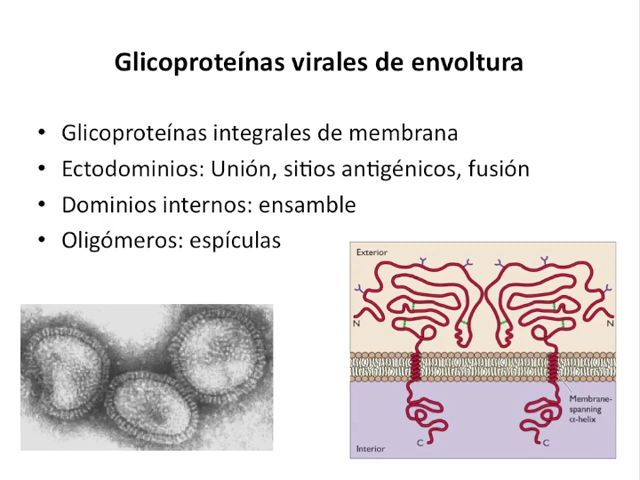 Glicoproteínas virales de envoltura
• Glicoproteínas integrales de membrana
• Ectodominios: Unión, sitios antigénicos, fusión
• Dominios internos: ensamble
• Oligómeros: espículas
Exterior
N
N
Membrane-
spanning
α-helix
C
C
Interior